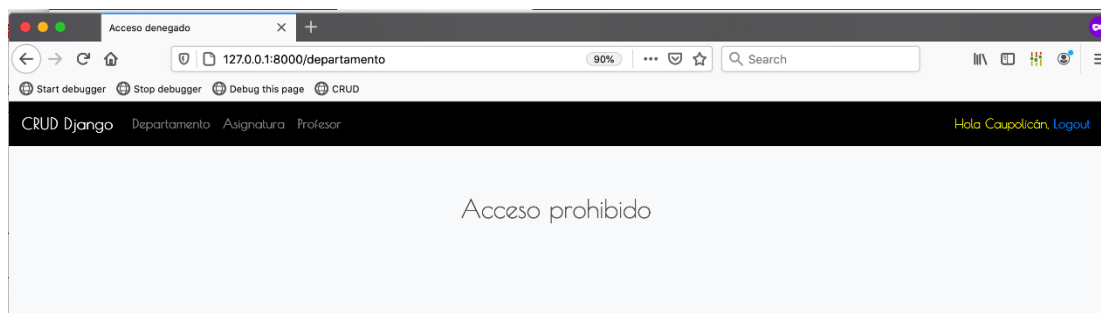 Acceso denegado
127.0.0.1:8000/departamento 90% Search
Start debugger Stop debugger Debug this page CRUD
CRUD Django Departamento Asignatura Profesor Hola Caupolicán, Logout
Acceso prohibido